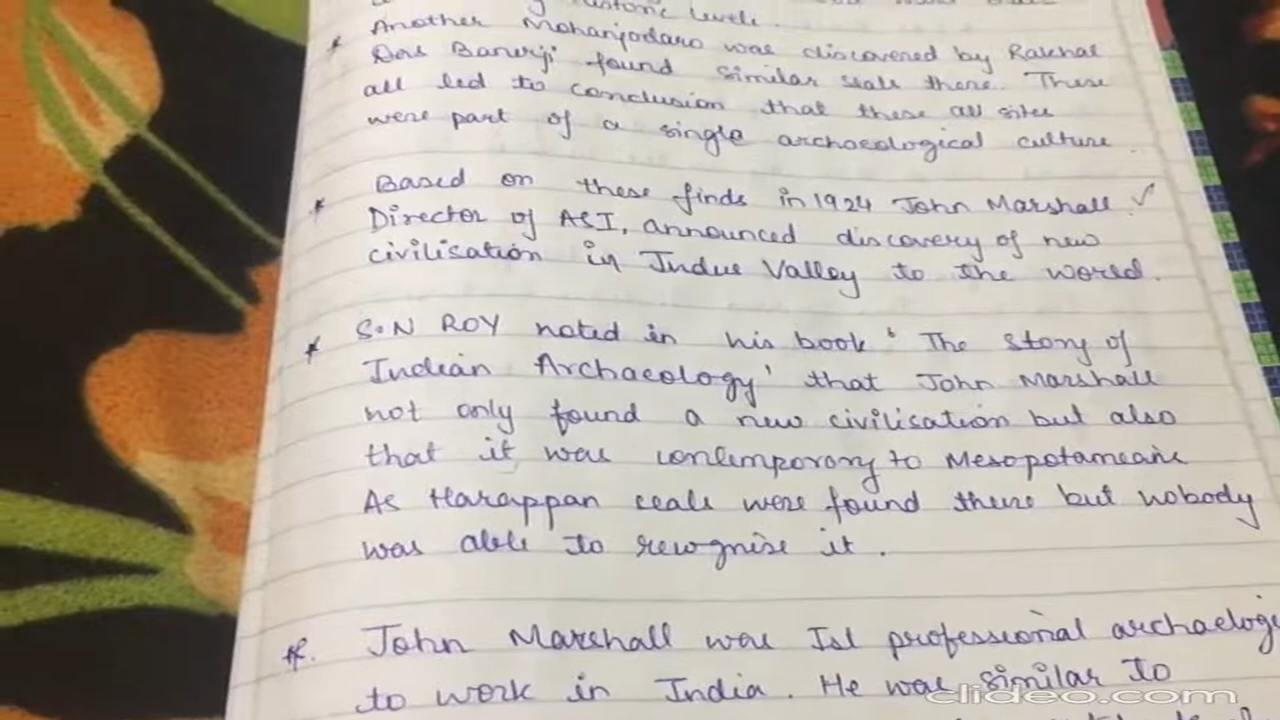 * Another Mohanjodaro was discovered by Rakhal
Das Banerji found similar seals there. These
all led to conclusion that these all sites
were part of a single archaeological culture.
* Based on these finds in 1924 John Marshall
Director of ASI, announced discovery of new
civilisation in Indus Valley to the world.
* S.N ROY noted in his book ' The story of
Indian Archaeology' that John Marshall
not only found a new civilisation but also
that it was contemporary to Mesopotameans
As Harappan seals were found there but nobody
was able to recognise it.
*. John Marshall was Ist professional archaelogi
to work in India. He was similar to
clideo.com